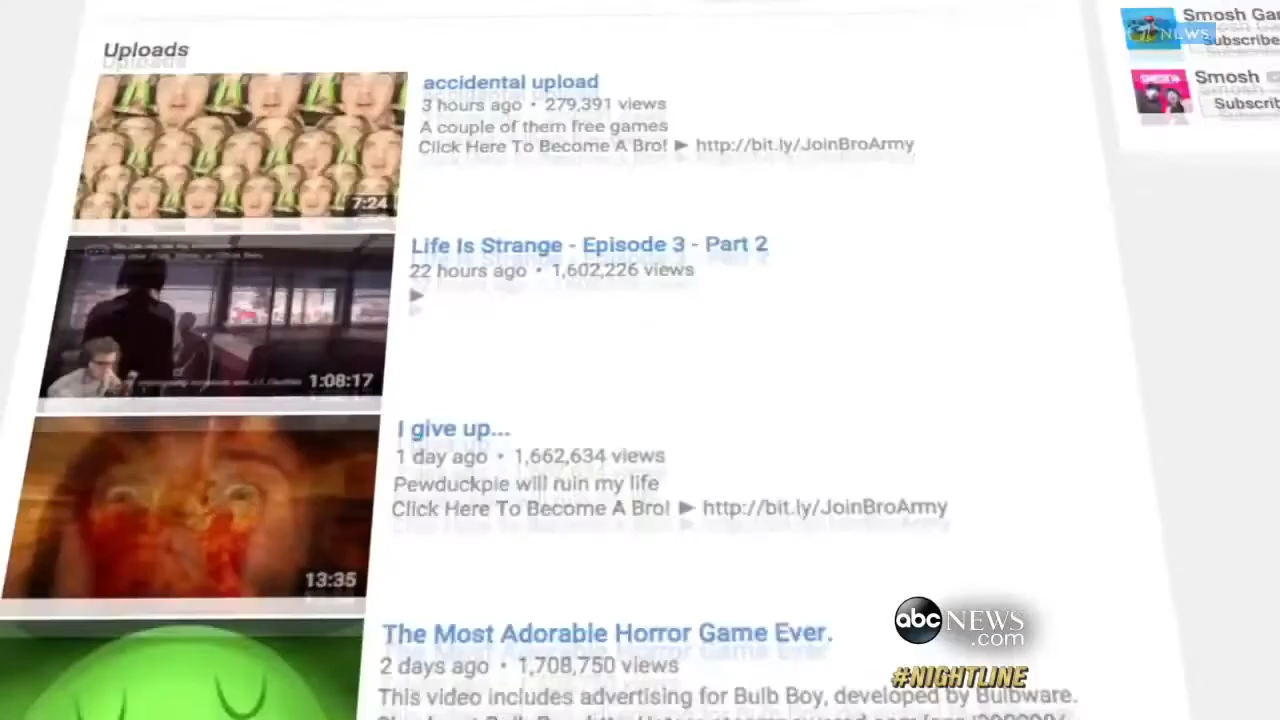 Uploads
accidental upload
3 hours ago • 279,391 views
A couple of them free games
Click Here To Become A Bro! ► http://bit.ly/JoinBroArmy
7:24
Life Is Strange - Episode 3 - Part 2
22 hours ago • 1,602,226 views
►
1:08:17
I give up...
1 day ago • 1,662,634 views
Pewduckpie will ruin my life
Click Here To Become A Bro! ► http://bit.ly/JoinBroArmy
13:35
The Most Adorable Horror Game Ever.
2 days ago • 1,708,750 views
This video includes advertising for Bulb Boy, developed by Bulbware.
Smosh Ga
Subscribe
Smosh
Subscri
NEWS
abc NEWS
.com
#NIGHTLINE